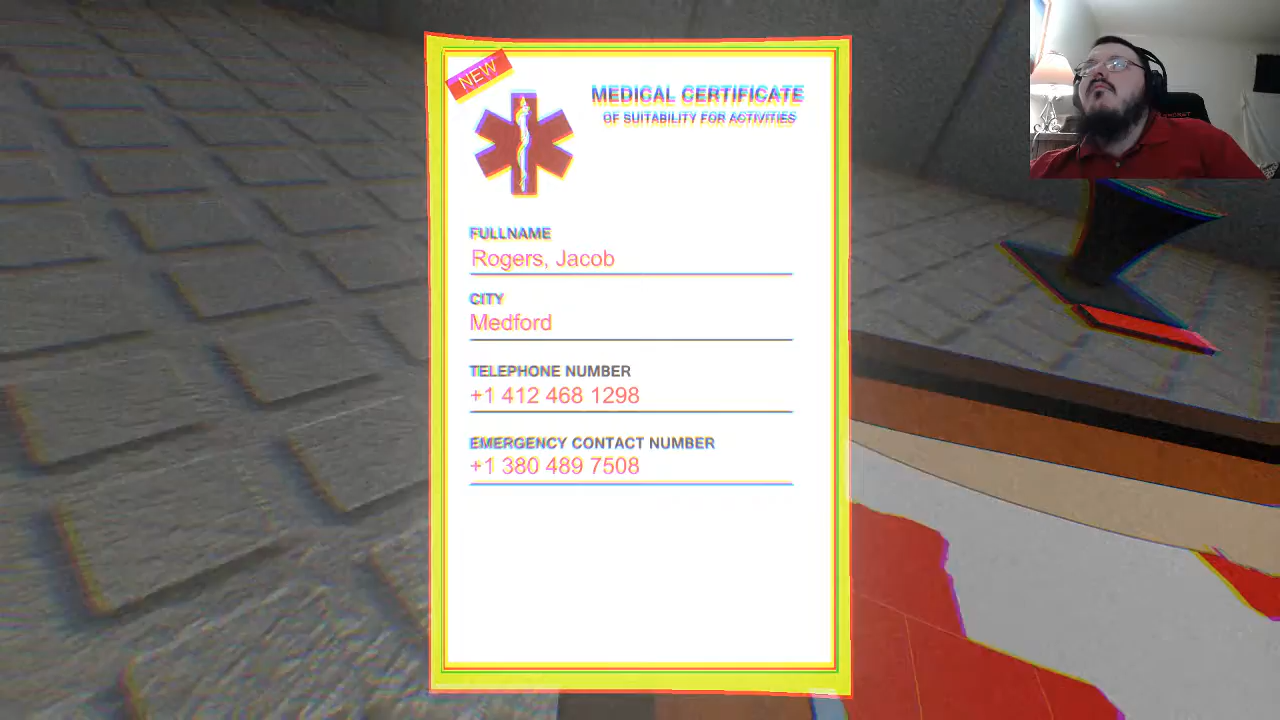 NEW
MEDICAL CERTIFICATE
OF SUITABILITY FOR ACTIVITIES
FULLNAME
Rogers, Jacob
CITY
Medford
TELEPHONE NUMBER
+1 412 468 1298
EMERGENCY CONTACT NUMBER
+1 380 489 7508